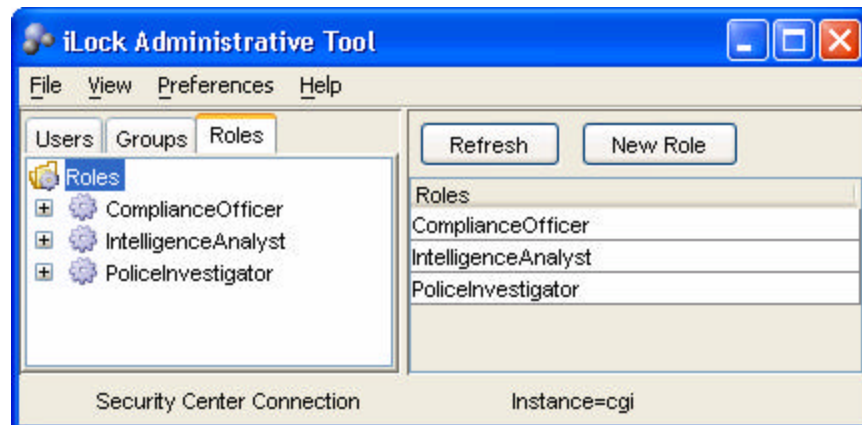 iLock Administrative Tool
File View Preferences Help
Users Groups Roles
Roles
ComplianceOfficer
IntelligenceAnalyst
PoliceInvestigator
Refresh New Role
Roles
ComplianceOfficer
IntelligenceAnalyst
PoliceInvestigator
Security Center Connection Instance=cgi